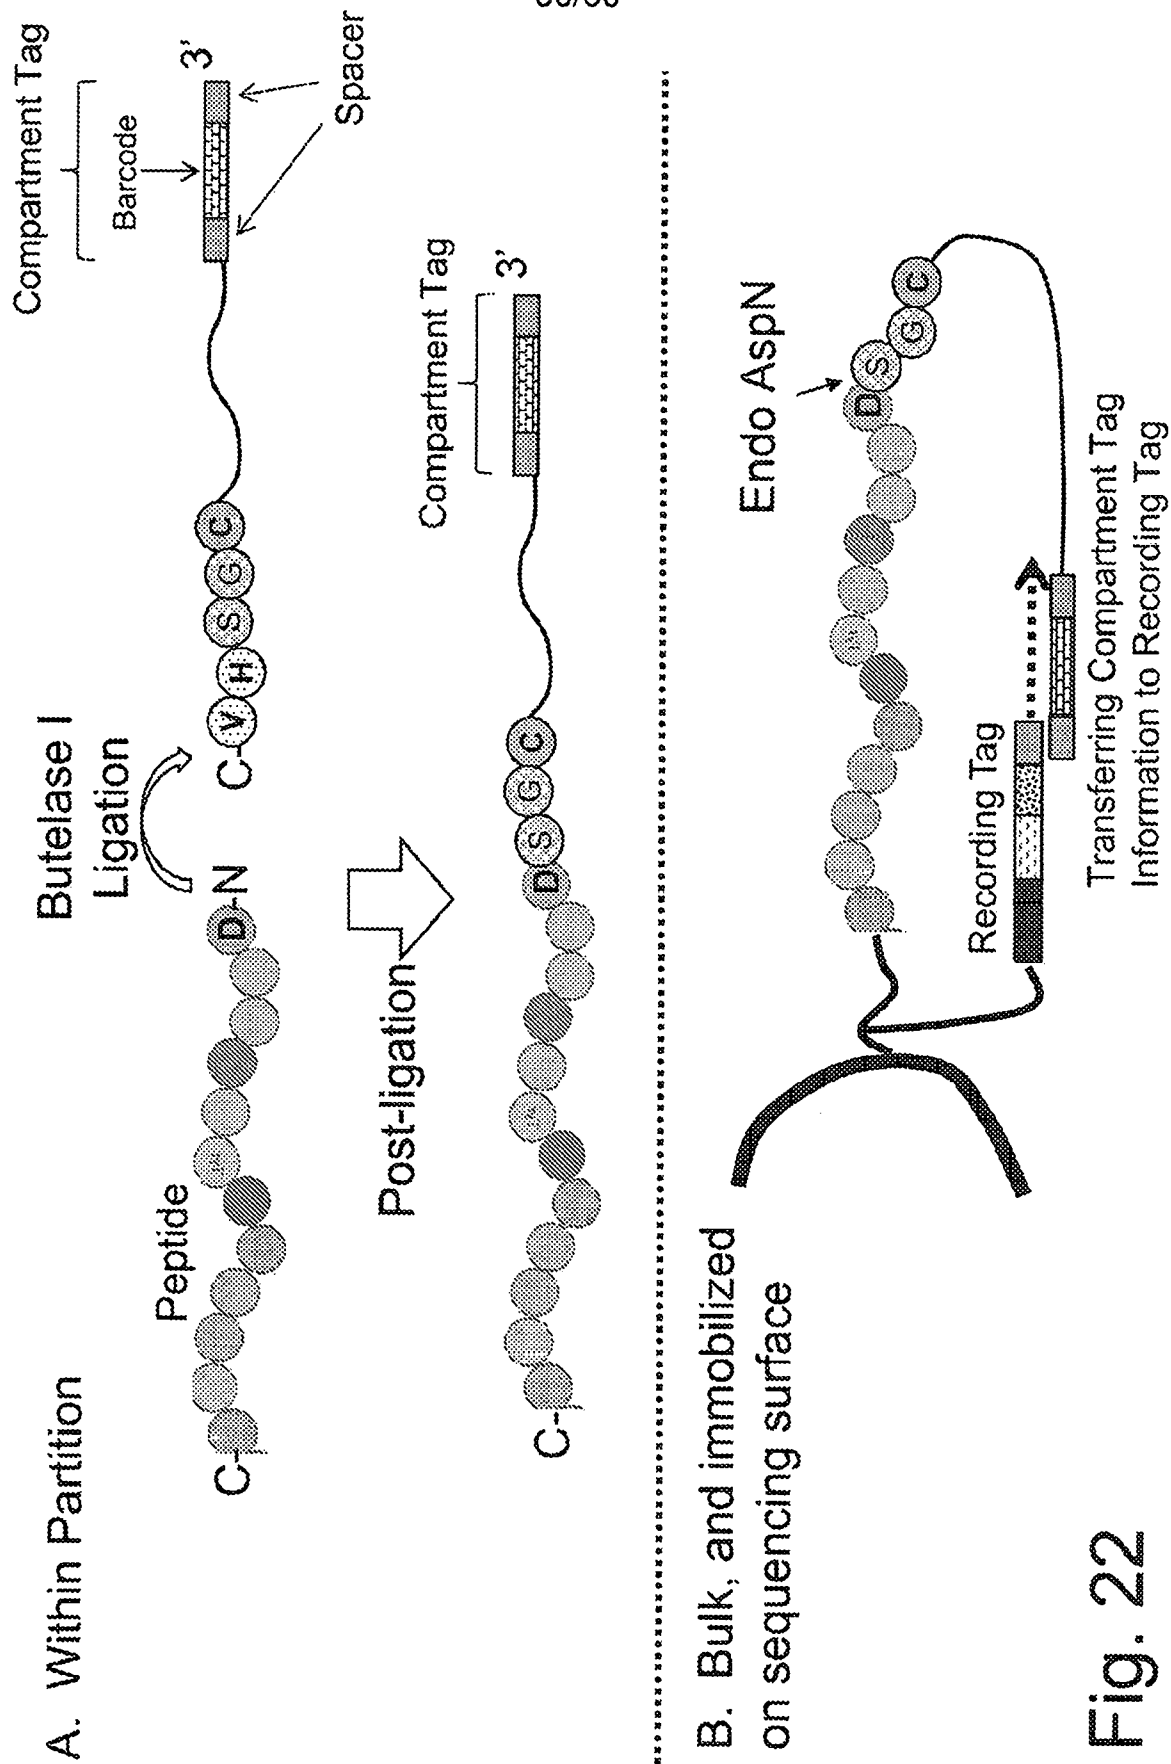 A. Within Partition
Butelase I
Ligation
Compartment Tag
Barcode
3'
Spacer
Peptide
C-
D-N
C-
V H S G C
Post-ligation
Compartment Tag
3'
C-
D S G C
B. Bulk, and immobilized
on sequencing surface
Endo AspN
D S G C
Recording Tag
Transferring Compartment Tag
Information to Recording Tag
Fig. 22